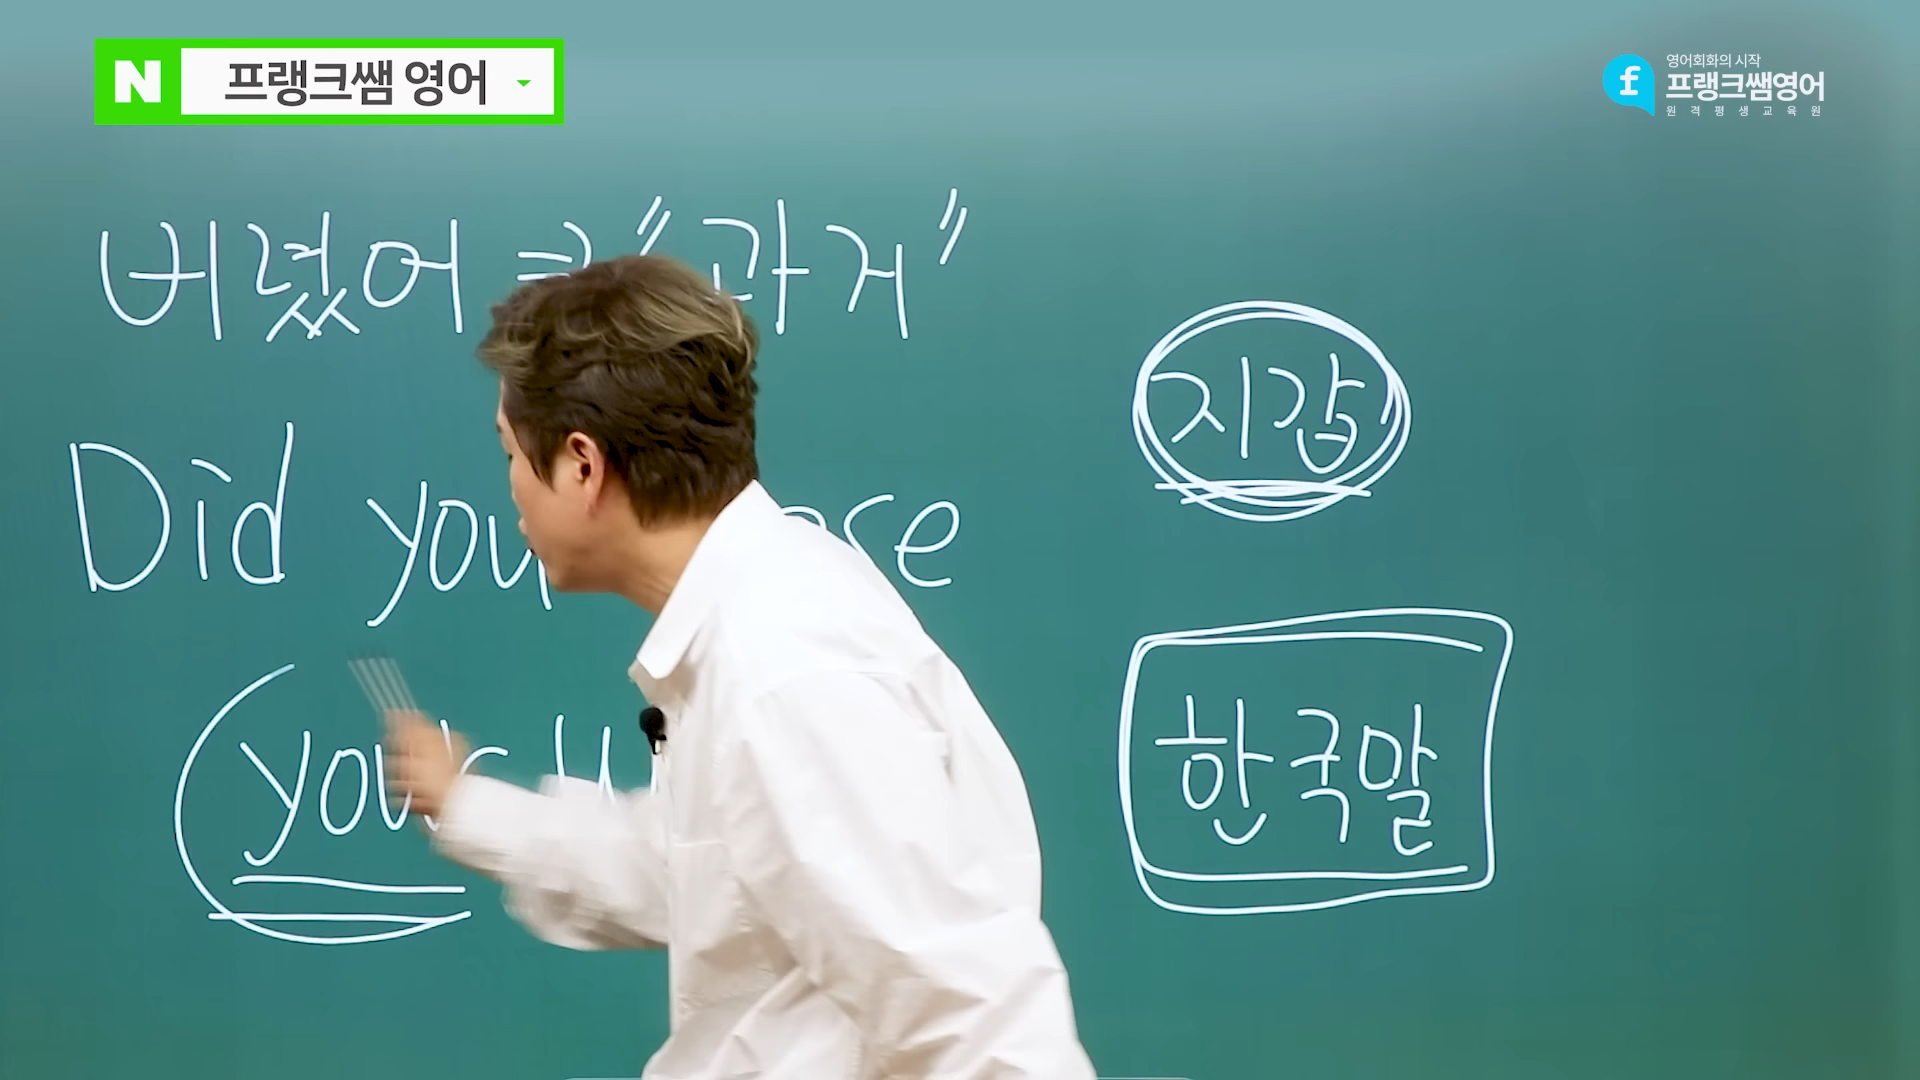 N 프랭크쌤 영어
영어회화의 시작
프랭크쌤영어
원격평생교육원
버렸어 "과거"
지갑
Did you
your
한국말